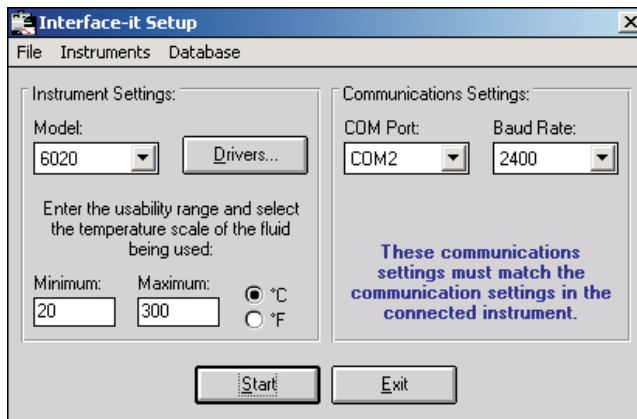 Interface-it Setup
File Instruments Database
Instrument Settings:
Model:
6020
Drivers...
Enter the usability range and select
the temperature scale of the fluid
being used:
Minimum: Maximum:
20 300 °C
°F
Communications Settings:
COM Port: Baud Rate:
COM2 2400
These communications
settings must match the
communication settings in the
connected instrument.
Start Exit